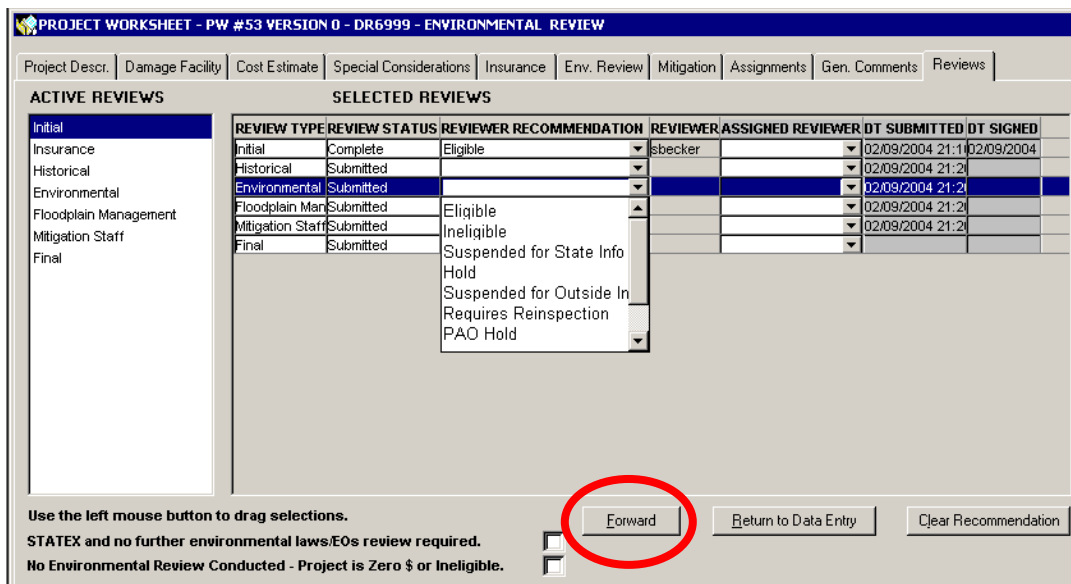 PROJECT WORKSHEET - PW #53 VERSION 0 - DR6999 - ENVIRONMENTAL REVIEW
Project Descr. Damage Facility Cost Estimate Special Considerations Insurance Env. Review Mitigation Assignments Gen. Comments Reviews
ACTIVE REVIEWS SELECTED REVIEWS
Initial
Insurance
Historical
Environmental
Floodplain Management
Mitigation Staff
Final
REVIEW TYPE REVIEW STATUS REVIEWER RECOMMENDATION REVIEWER ASSIGNED REVIEWER DT SUBMITTED DT SIGNED
Initial Complete Eligible sbecker 02/09/2004 21:1 02/09/2004
Historical Submitted 02/09/2004 21:2
Environmental Submitted 02/09/2004 21:2
Floodplain Man Submitted 02/09/2004 21:2
Mitigation Staff Submitted 02/09/2004 21:2
Final Submitted
Eligible
Ineligible
Suspended for State Info
Hold
Suspended for Outside In
Requires Reinspection
PAO Hold
Use the left mouse button to drag selections.
Forward Return to Data Entry Clear Recommendation
STATEX and no further environmental laws/EOs review required.
No Environmental Review Conducted - Project is Zero $ or Ineligible.